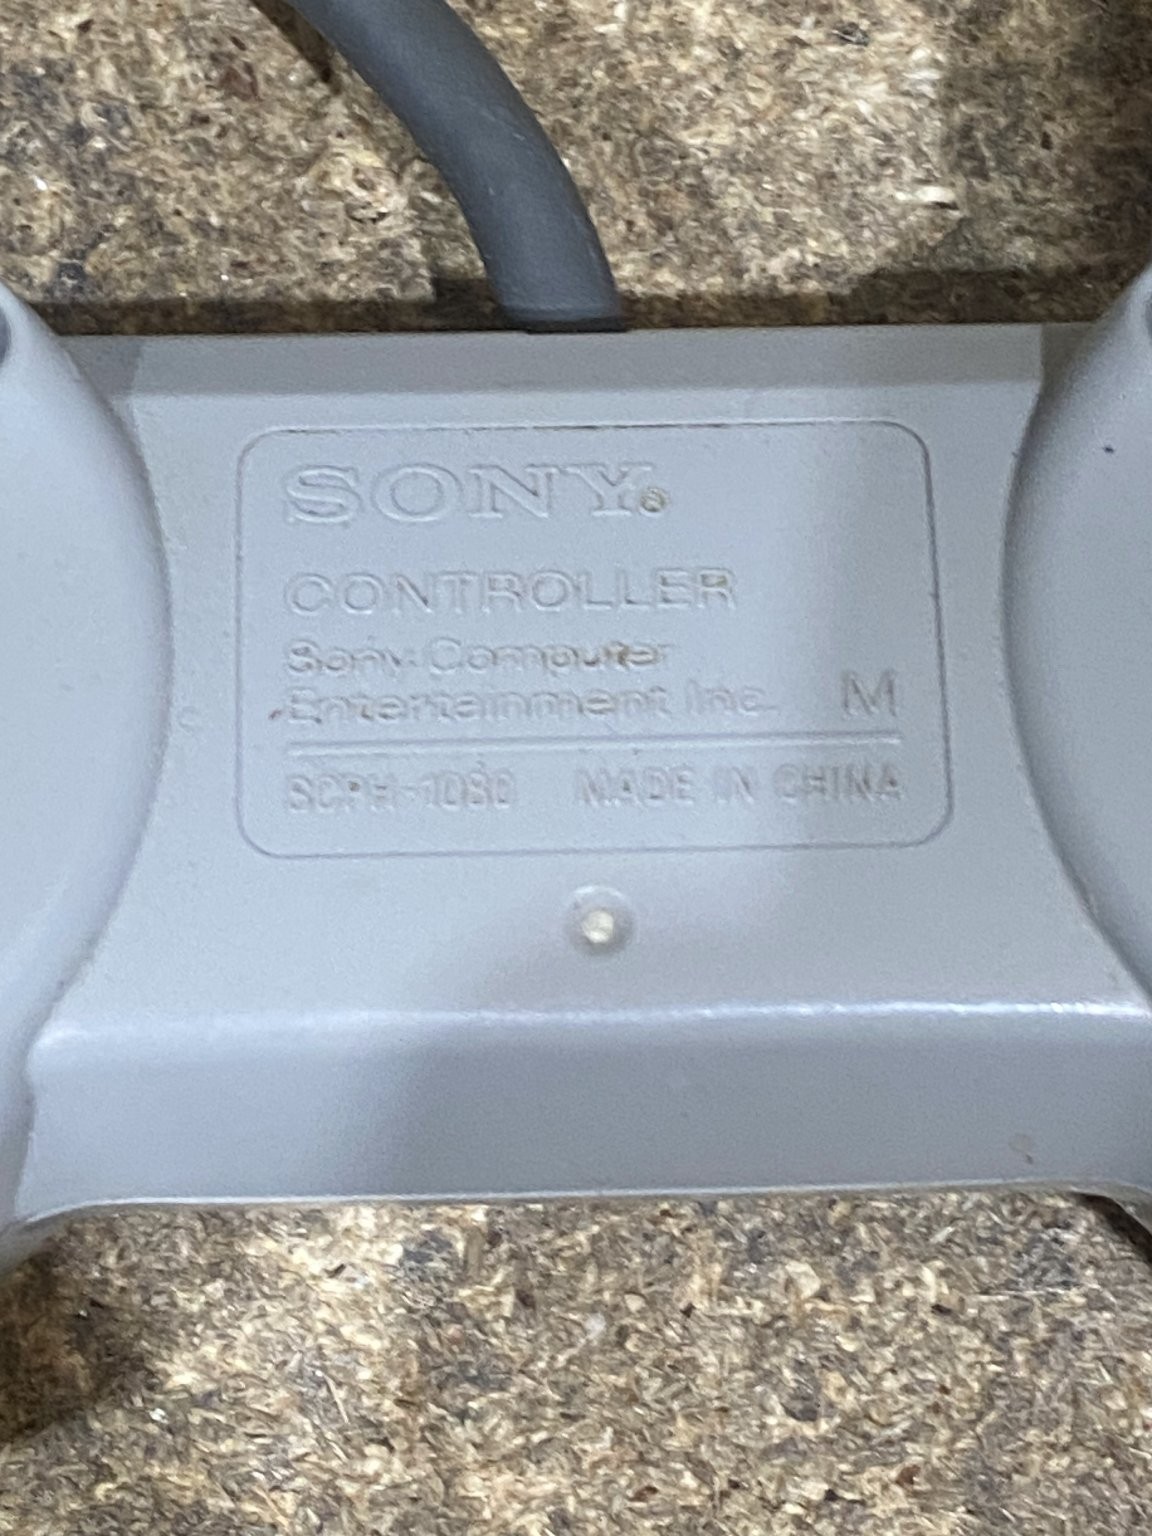 SONY®
CONTROLLER
Sony Computer
Entertainment Inc. M
SCPH-1080 MADE IN CHINA